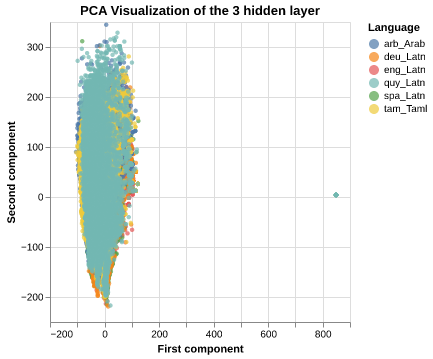 PCA Visualization of the 3 hidden layer
Language
arb_Arab
deu_Latn
eng_Latn
quy_Latn
spa_Latn
tam_Taml
300
200
100
0
−100
−200
Second component
−200 0 200 400 600 800
First component